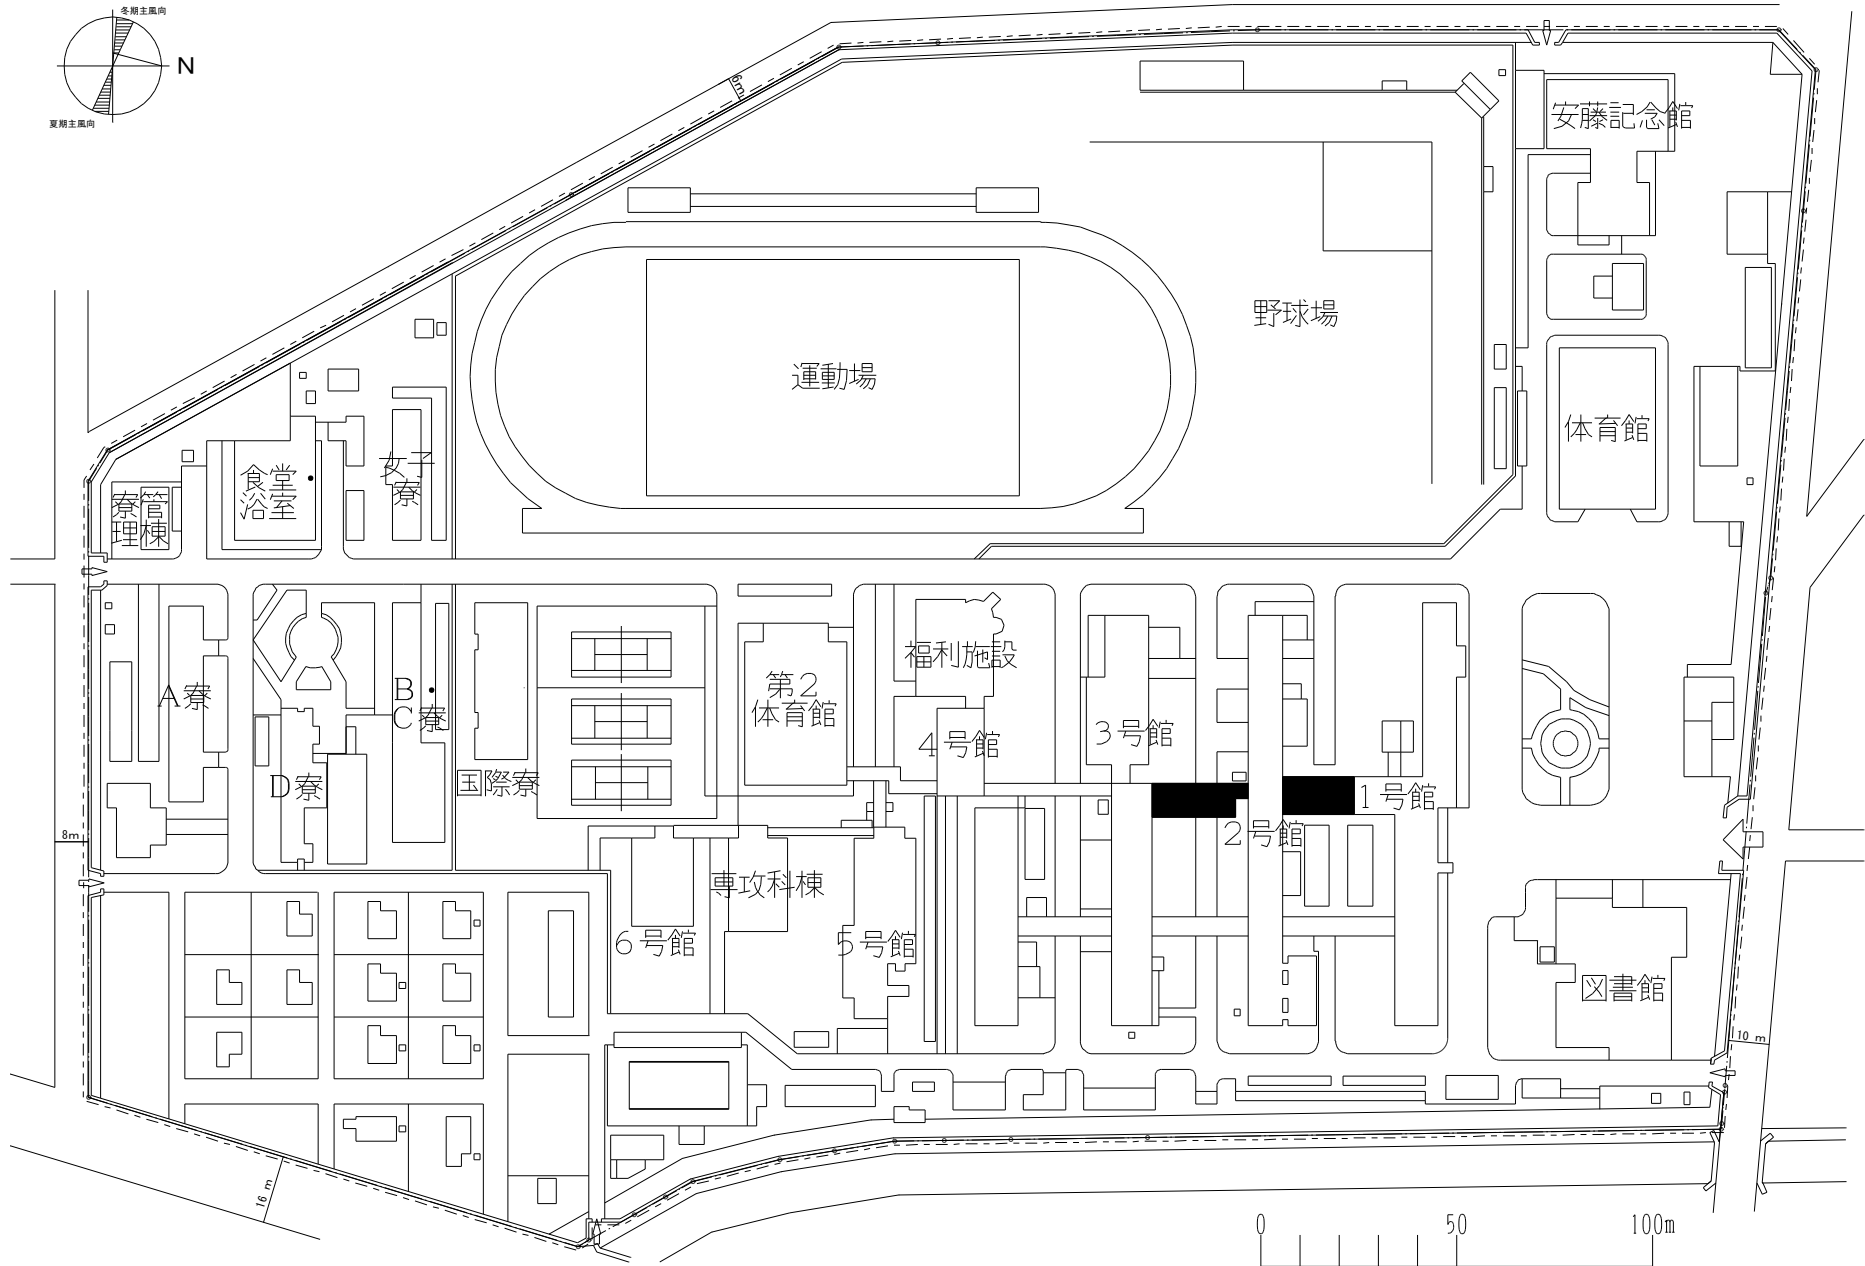 冬期主風向
N
夏期主風向
6m
安藤記念館
野球場
運動場
体育館
女子
寮
食堂
浴室
寮管
理棟
福利施設
第2
体育館
A寮
B
C寮
3号館
4号館
D寮
国際寮
1号館
2号館
8m
専攻科棟
6号館
5号館
図書館
10 m
16 m
0 50 100m